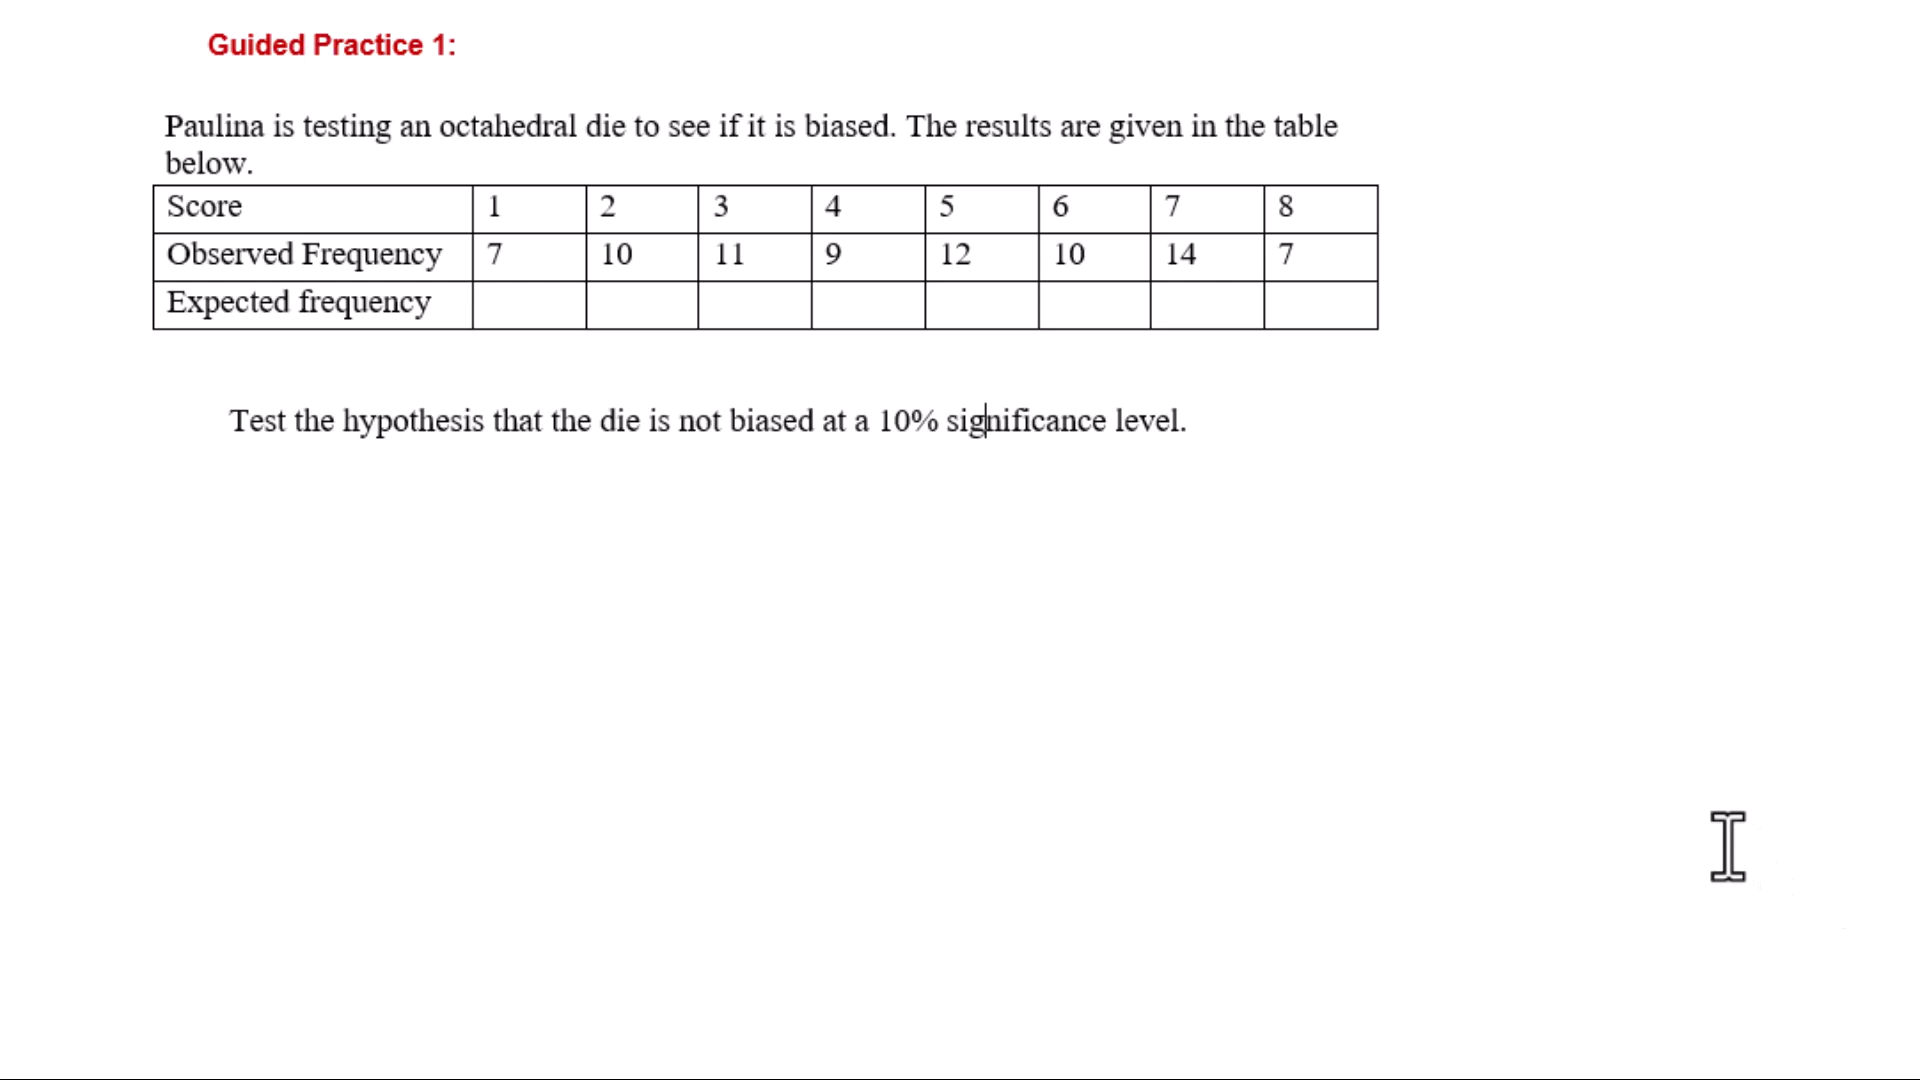 Guided Practice 1:
Paulina is testing an octahedral die to see if it is biased. The results are given in the table
below.
Score 1 2 3 4 5 6 7 8
Observed Frequency 7 10 11 9 12 10 14 7
Expected frequency
Test the hypothesis that the die is not biased at a 10% significance level.